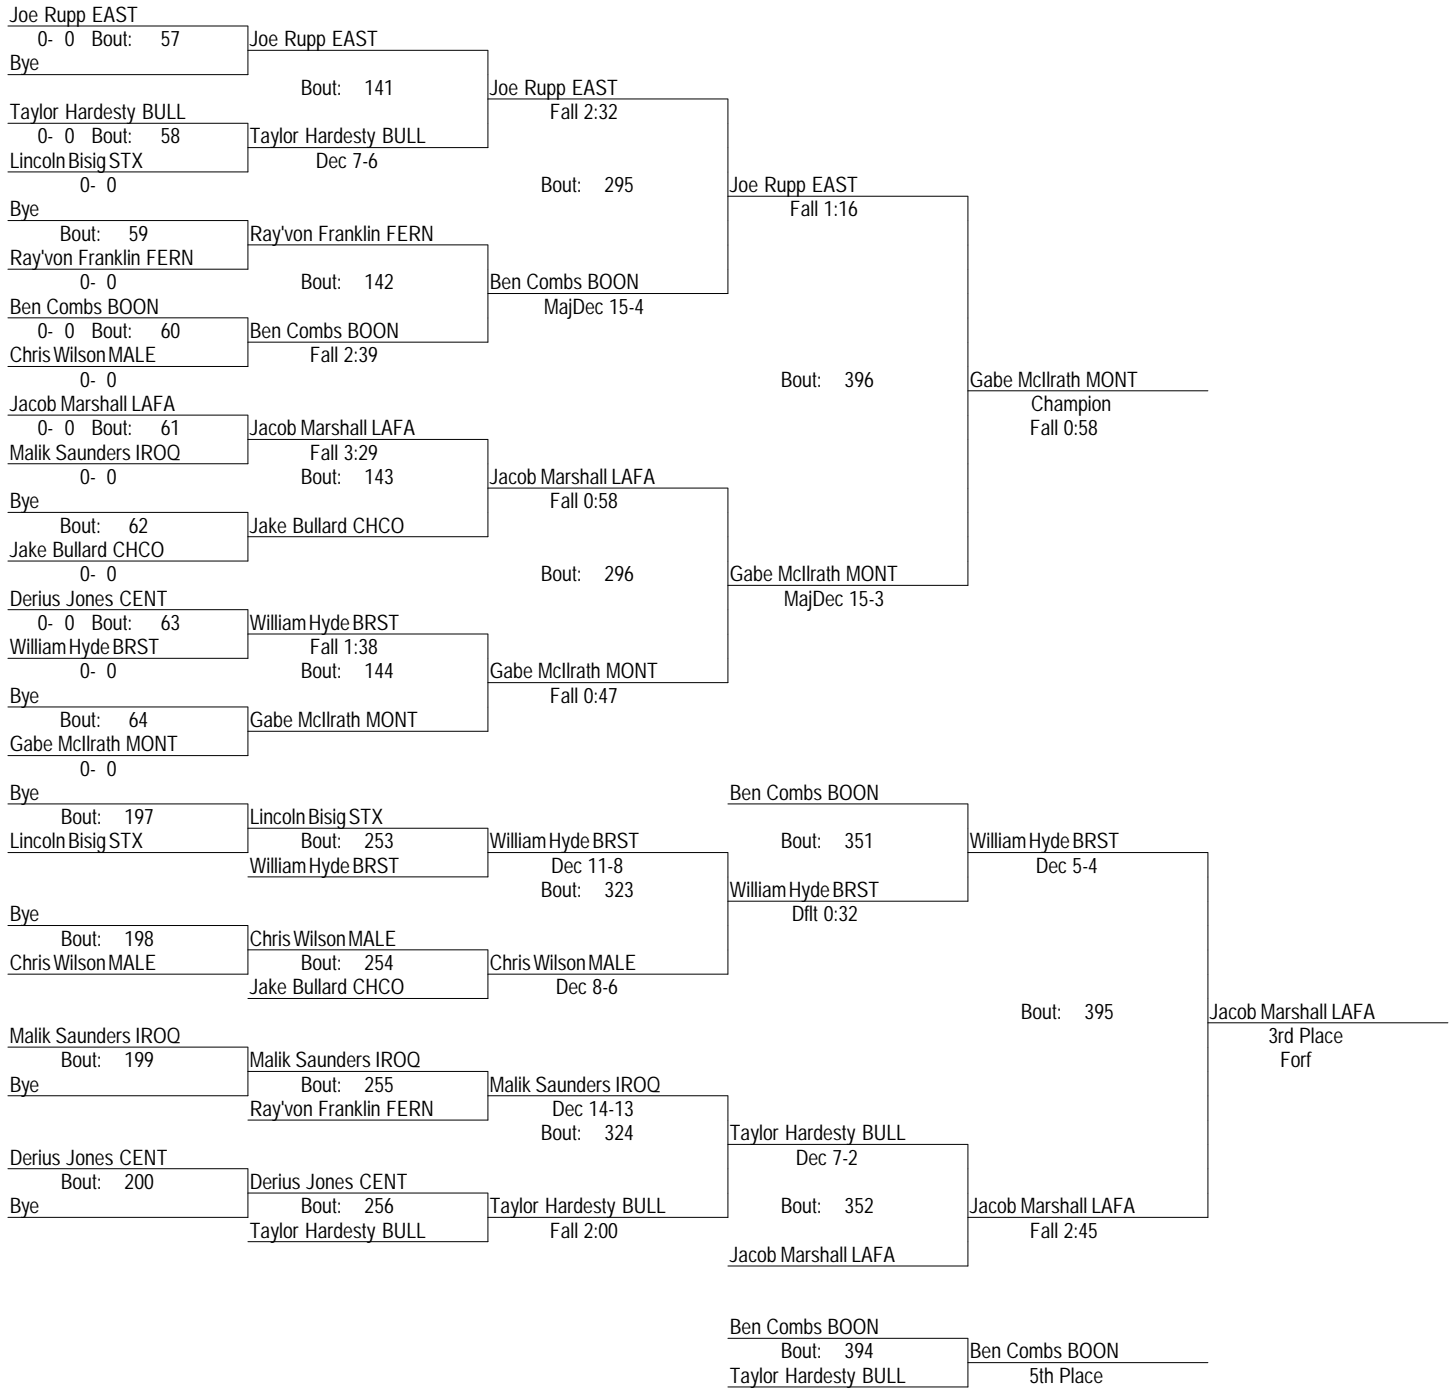 Joe Rupp EAST
0- 0 Bout: 57
Joe Rupp EAST
Bye
Bout: 141
Joe Rupp EAST
Taylor Hardesty BULL
Fall 2:32
0- 0 Bout: 58
Taylor Hardesty BULL
Lincoln Bisig STX
Dec 7-6
0- 0
Bout: 295
Joe Rupp EAST
Bye
Fall 1:16
Bout: 59
Ray'von Franklin FERN
Ray'von Franklin FERN
0- 0
Bout: 142
Ben Combs BOON
Ben Combs BOON
MajDec 15-4
0- 0 Bout: 60
Ben Combs BOON
Chris Wilson MALE
Fall 2:39
0- 0
Bout: 396
Gabe McIlrath MONT
Jacob Marshall LAFA
Champion
0- 0 Bout: 61
Jacob Marshall LAFA
Fall 0:58
Malik Saunders IROQ
Fall 3:29
0- 0
Bout: 143
Jacob Marshall LAFA
Bye
Fall 0:58
Bout: 62
Jake Bullard CHCO
Jake Bullard CHCO
0- 0
Bout: 296
Gabe McIlrath MONT
Derius Jones CENT
MajDec 15-3
0- 0 Bout: 63
William Hyde BRST
William Hyde BRST
Fall 1:38
0- 0
Bout: 144
Gabe McIlrath MONT
Bye
Fall 0:47
Bout: 64
Gabe McIlrath MONT
Gabe McIlrath MONT
0- 0
Bye
Ben Combs BOON
Bout: 197
Lincoln Bisig STX
Lincoln Bisig STX
Bout: 253
William Hyde BRST
Bout: 351
William Hyde BRST
William Hyde BRST
Dec 11-8
Dec 5-4
Bout: 323
William Hyde BRST
Bye
Dflt 0:32
Bout: 198
Chris Wilson MALE
Chris Wilson MALE
Bout: 254
Chris Wilson MALE
Jake Bullard CHCO
Dec 8-6
Bout: 395
Jacob Marshall LAFA
Malik Saunders IROQ
3rd Place
Bout: 199
Malik Saunders IROQ
Forf
Bye
Bout: 255
Malik Saunders IROQ
Ray'von Franklin FERN
Dec 14-13
Bout: 324
Taylor Hardesty BULL
Derius Jones CENT
Dec 7-2
Bout: 200
Derius Jones CENT
Bye
Bout: 256
Taylor Hardesty BULL
Bout: 352
Jacob Marshall LAFA
Taylor Hardesty BULL
Fall 2:00
Fall 2:45
Jacob Marshall LAFA
Ben Combs BOON
Bout: 394
Ben Combs BOON
Taylor Hardesty BULL
5th Place